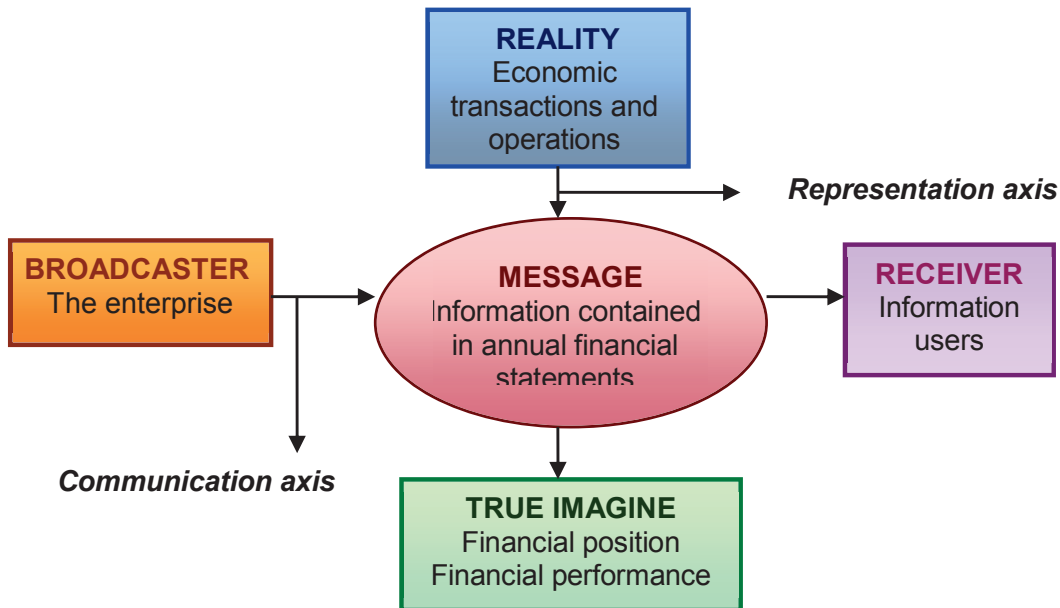 REALITY
Economic
transactions and
operations
Representation axis
BROADCASTER
The enterprise
MESSAGE
Information contained
in annual financial
statements
RECEIVER
Information
users
Communication axis
TRUE IMAGINE
Financial position
Financial performance